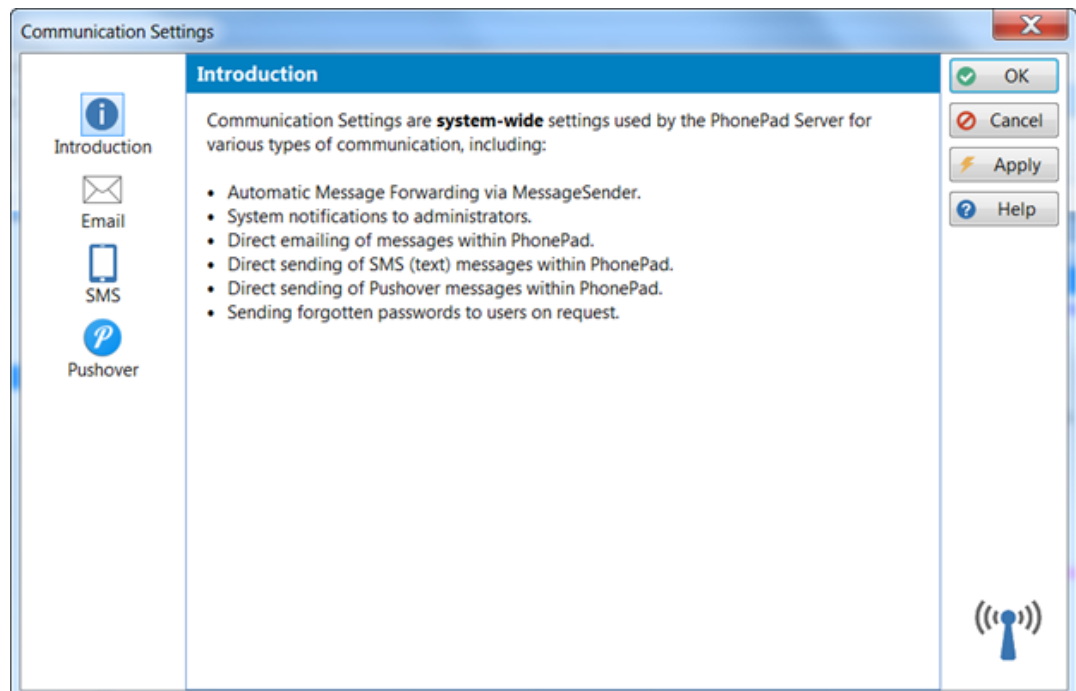 Communication Settings
Introduction
Email
SMS
Pushover
Introduction
Communication Settings are system-wide settings used by the PhonePad Server for
various types of communication, including:
• Automatic Message Forwarding via MessageSender.
• System notifications to administrators.
• Direct emailing of messages within PhonePad.
• Direct sending of SMS (text) messages within PhonePad.
• Direct sending of Pushover messages within PhonePad.
• Sending forgotten passwords to users on request.
OK
Cancel
Apply
Help